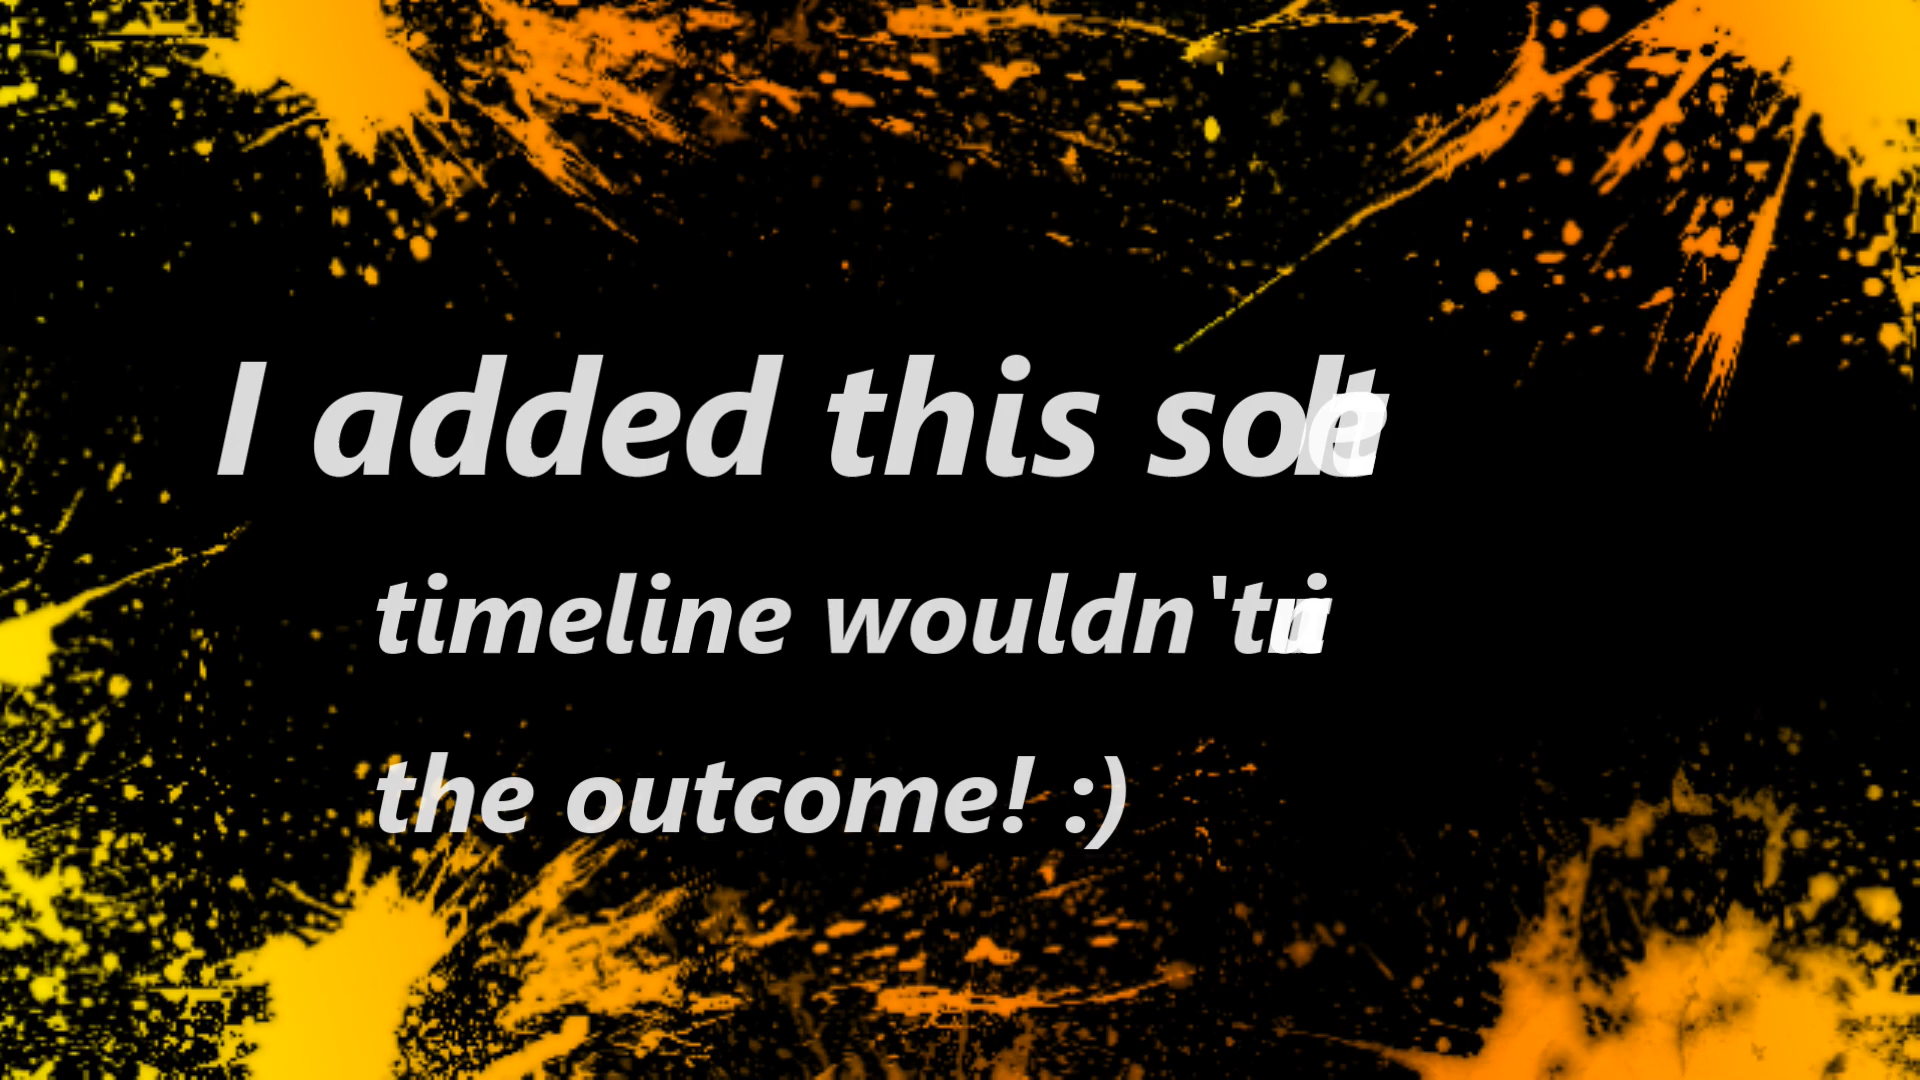 I added this so
timeline wouldn't
the outcome! :)